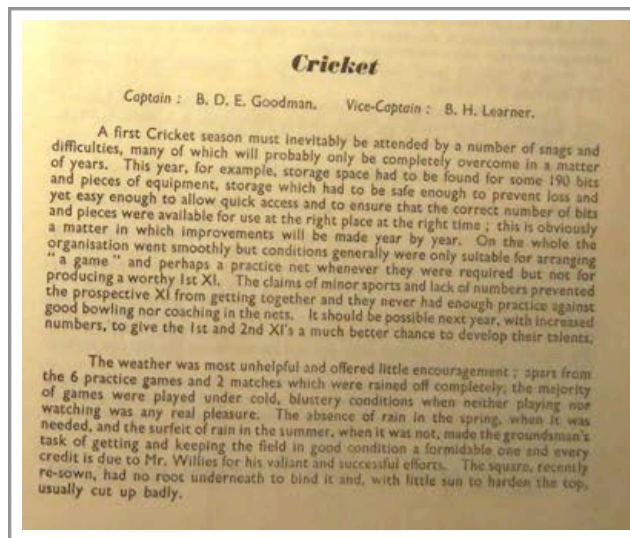 Cricket
Captain : B. D. E. Goodman. Vice-Captain : B. H. Learner.
A first Cricket season must inevitably be attended by a number of snags and
difficulties, many of which will probably only be completely overcome in a matter
of years. This year, for example, storage space had to be found for some 190 bits
and pieces of equipment, storage which had to be safe enough to prevent loss and
yet easy enough to allow quick access and to ensure that the correct number of bits
and pieces were available for use at the right place at the right time ; this is obviously
a matter in which improvements will be made year by year. On the whole the
organisation went smoothly but conditions generally were only suitable for arranging
" a game " and perhaps a practice net whenever they were required but not for
producing a worthy 1st XI. The claims of minor sports and lack of numbers prevented
the prospective XI from getting together and they never had enough practice against
good bowling nor coaching in the nets. It should be possible next year, with increased
numbers, to give the 1st and 2nd XI's a much better chance to develop their talents.
The weather was most unhelpful and offered little encouragement ; apart from
the 6 practice games and 2 matches which were rained off completely, the majority
of games were played under cold, blustery conditions when neither playing nor
watching was any real pleasure. The absence of rain in the spring, when it was
needed, and the surfeit of rain in the summer, when it was not, made the groundsman's
task of getting and keeping the field in good condition a formidable one and every
credit is due to Mr. Willies for his valiant and successful efforts. The square, recently
re-sown, had no root underneath to bind it and, with little sun to harden the top,
usually cut up badly.